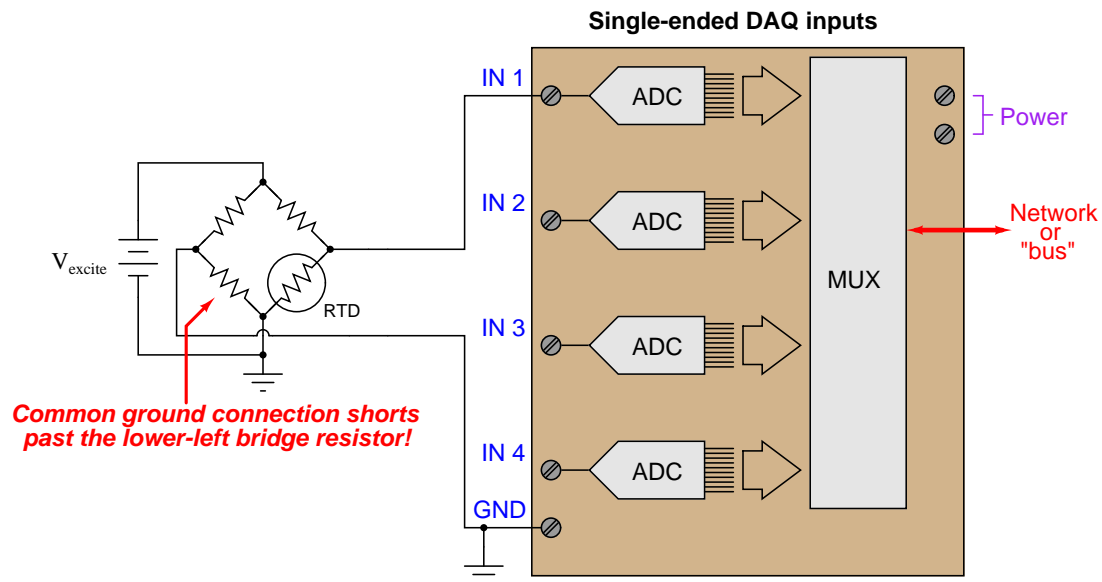 Single-ended DAQ inputs
IN 1
ADC
Power
IN 2
ADC
Network
or
"bus"
MUX
V excite
RTD
IN 3
ADC
Common ground connection shorts
past the lower-left bridge resistor!
IN 4
ADC
GND